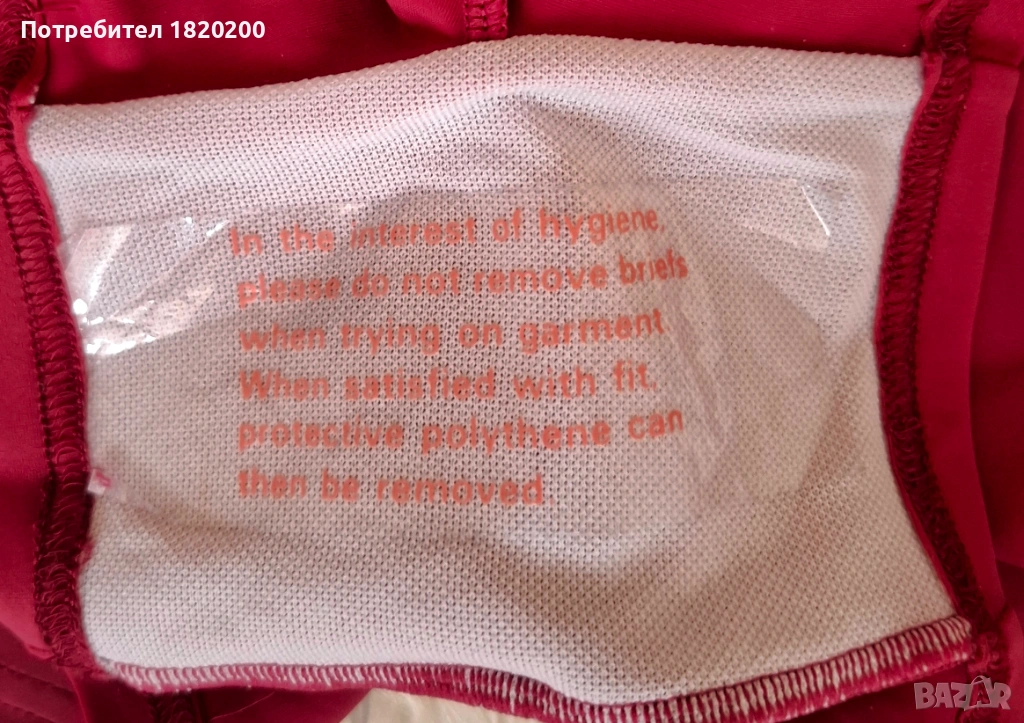 Потребител 1820200
In the interest of hygiene,
please do not remove briefs
when trying on garment.
When satisfied with fit,
protective polythene can
then be removed.
BAZAR